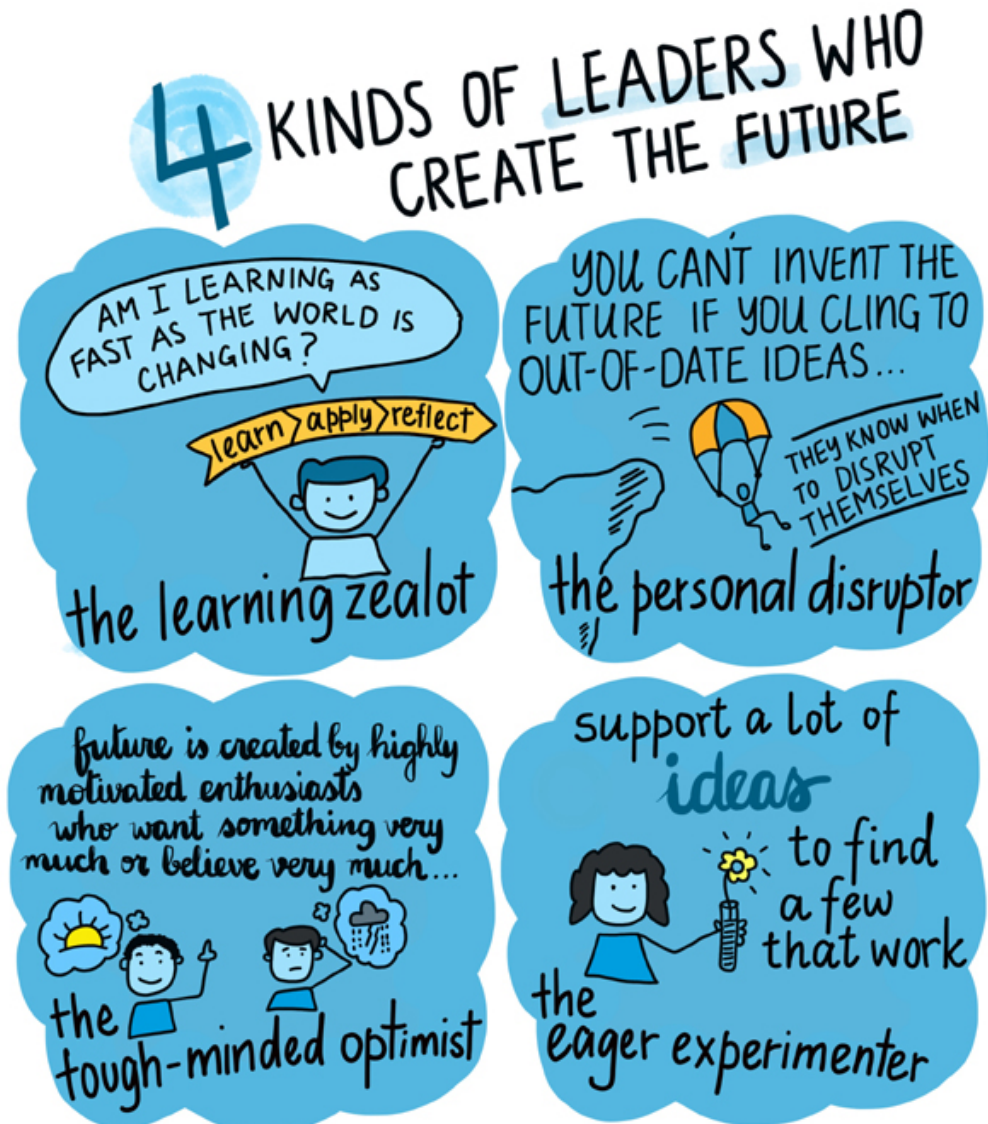 4 KINDS OF LEADERS WHO
CREATE THE FUTURE
AM I LEARNING AS
FAST AS THE WORLD IS
CHANGING?
learn apply reflect
the learning zealot
YOU CAN'T INVENT THE
FUTURE IF YOU CLING TO
OUT-OF-DATE IDEAS...
THEY KNOW WHEN
TO DISRUPT
THEMSELVES
the personal disruptor
future is created by highly
motivated enthusiasts
who want something very
much or believe very much...
the
tough-minded optimist
support a lot of
ideas
to find
a few
that work
the
eager experimenter